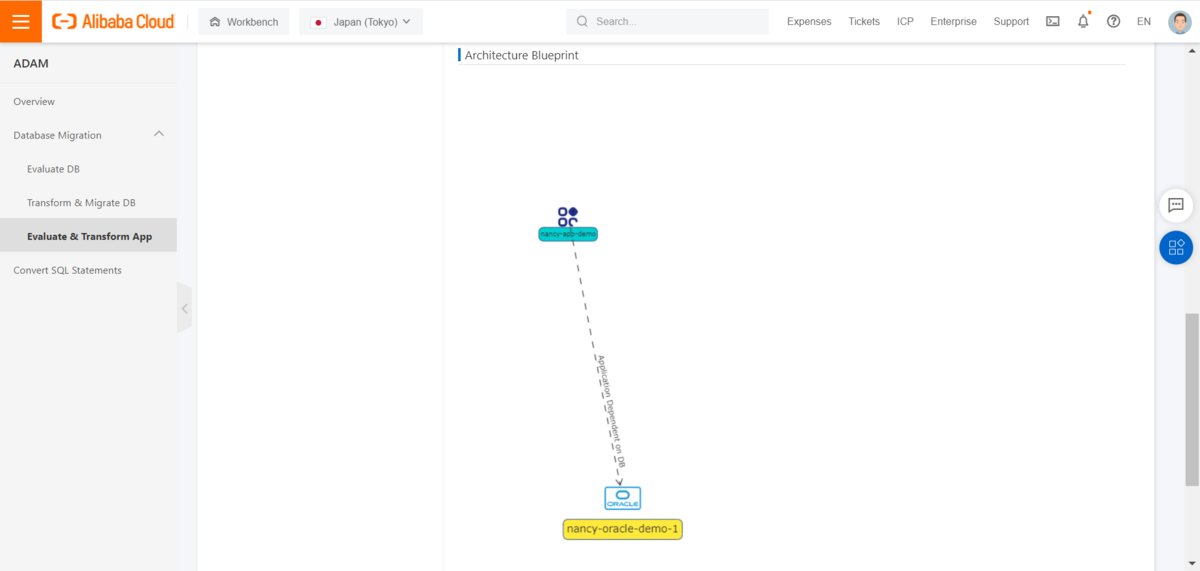 Alibaba Cloud
Workbench
Japan (Tokyo)
Search...
Expenses
Tickets
ICP
Enterprise
Support
EN
ADAM
Overview
Database Migration
Evaluate DB
Transform & Migrate DB
Evaluate & Transform App
Convert SQL Statements
Architecture Blueprint
nancy-app-demo
Application Dependent on DB
ORACLE
nancy-oracle-demo-1